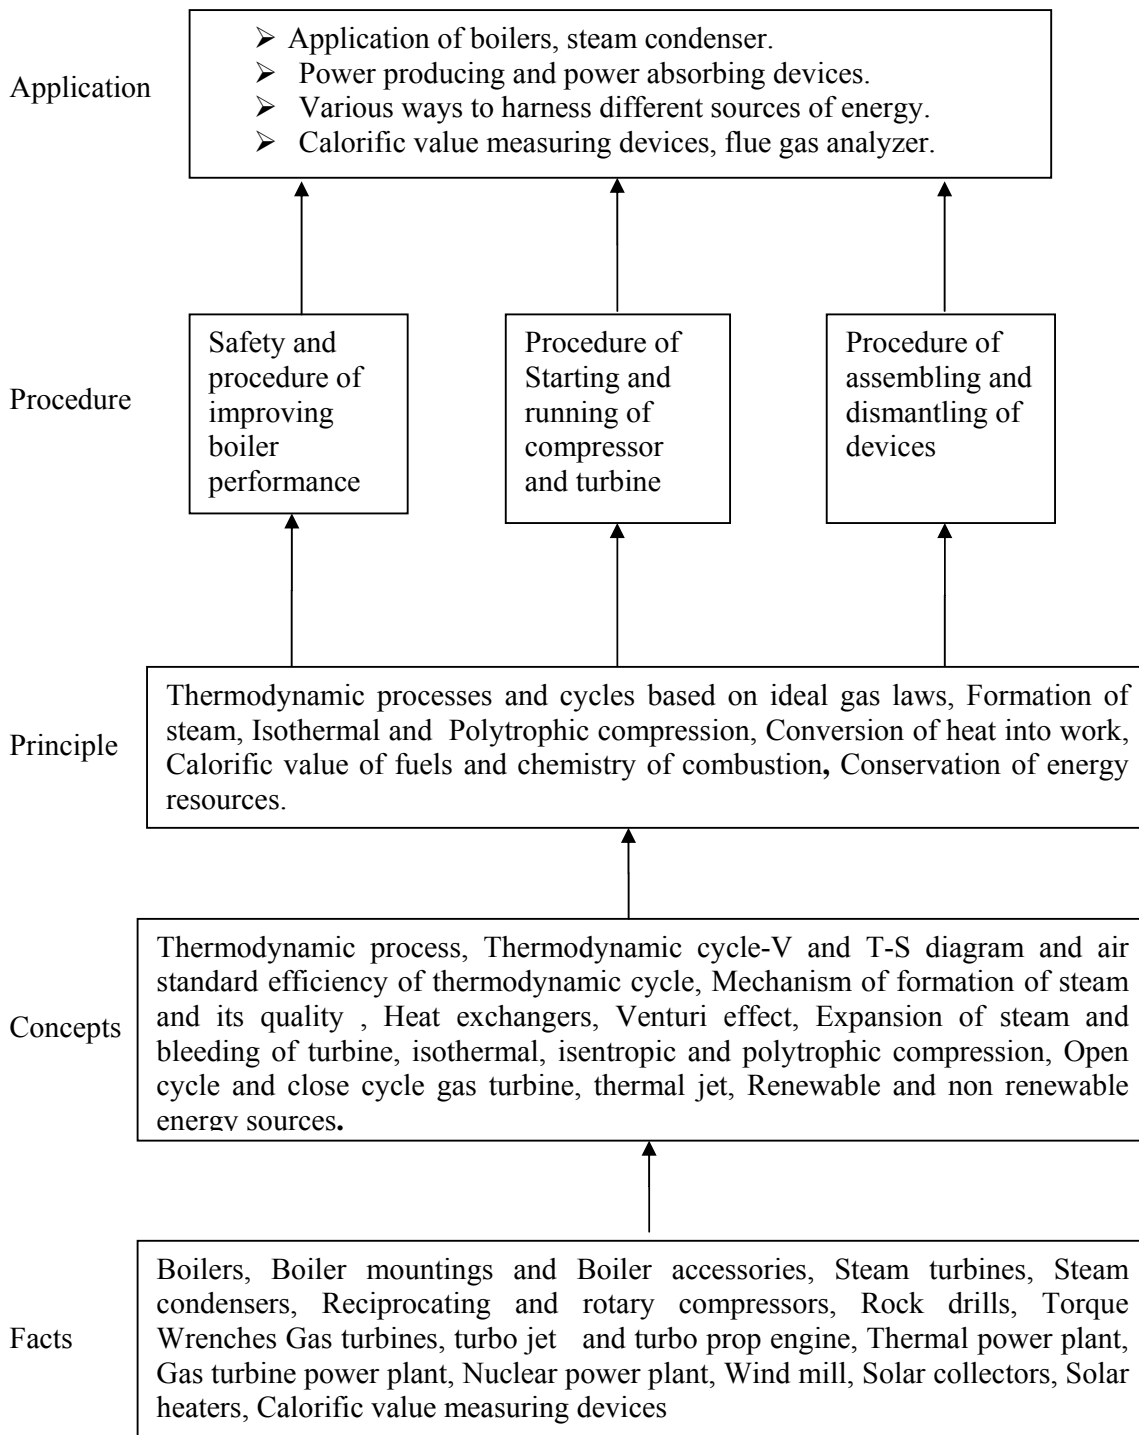 Application
➢ Application of boilers, steam condenser.
➢ Power producing and power absorbing devices.
➢ Various ways to harness different sources of energy.
➢ Calorific value measuring devices, flue gas analyzer.
Procedure
Safety and
procedure of
improving
boiler
performance
Procedure of
Starting and
running of
compressor
and turbine
Procedure of
assembling and
dismantling of
devices
Principle
Thermodynamic processes and cycles based on ideal gas laws, Formation of
steam, Isothermal and Polytrophic compression, Conversion of heat into work,
Calorific value of fuels and chemistry of combustion, Conservation of energy
resources.
Concepts
Thermodynamic process, Thermodynamic cycle-V and T-S diagram and air
standard efficiency of thermodynamic cycle, Mechanism of formation of steam
and its quality , Heat exchangers, Venturi effect, Expansion of steam and
bleeding of turbine, isothermal, isentropic and polytrophic compression, Open
cycle and close cycle gas turbine, thermal jet, Renewable and non renewable
energy sources.
Facts
Boilers, Boiler mountings and Boiler accessories, Steam turbines, Steam
condensers, Reciprocating and rotary compressors, Rock drills, Torque
Wrenches Gas turbines, turbo jet and turbo prop engine, Thermal power plant,
Gas turbine power plant, Nuclear power plant, Wind mill, Solar collectors, Solar
heaters, Calorific value measuring devices